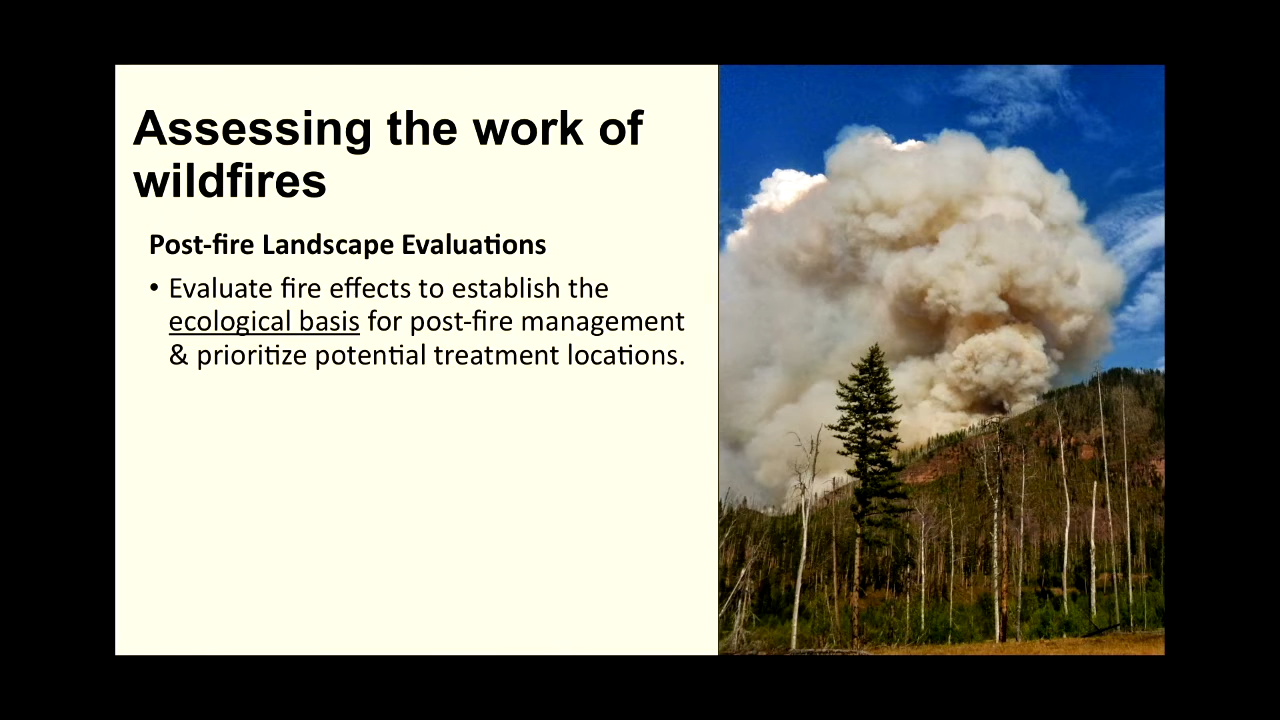 Assessing the work of
wildfires
Post-fire Landscape Evaluations
• Evaluate fire effects to establish the
ecological basis for post-fire management
& prioritize potential treatment locations.